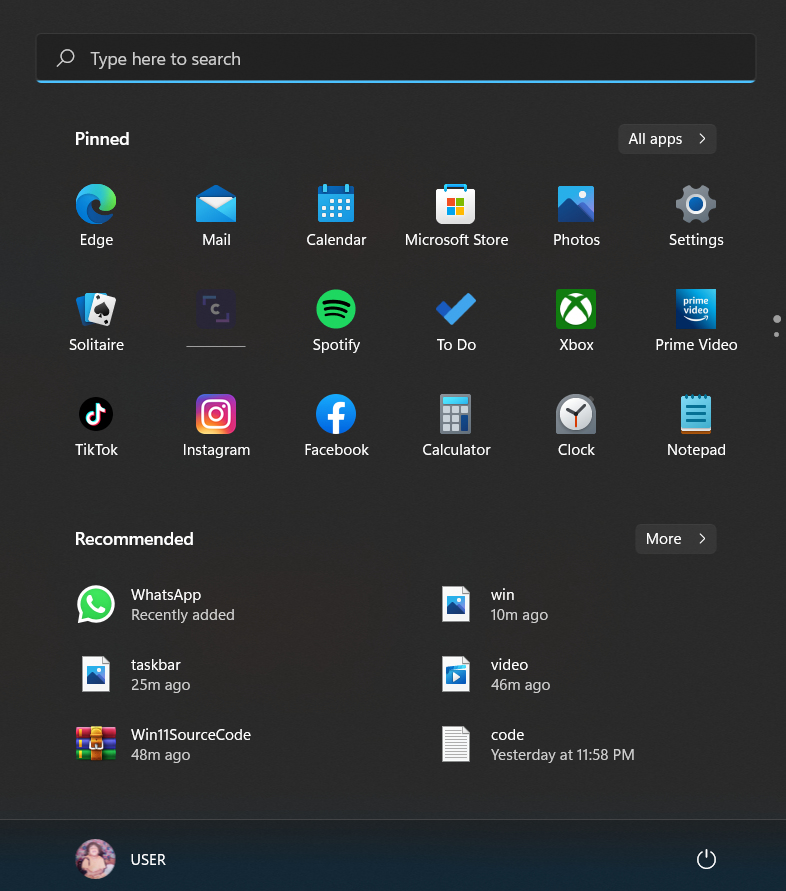 Type here to search
Pinned
All apps
Edge
Mail
Calendar
Microsoft Store
Photos
Settings
C
prime
video
Solitaire
Spotify
To Do
Xbox
Prime Video
TikTok
Instagram
Facebook
Calculator
Clock
Notepad
Recommended
More
WhatsApp
Recently added
win
10m ago
taskbar
25m ago
video
46m ago
Win11SourceCode
48m ago
code
Yesterday at 11:58 PM
USER